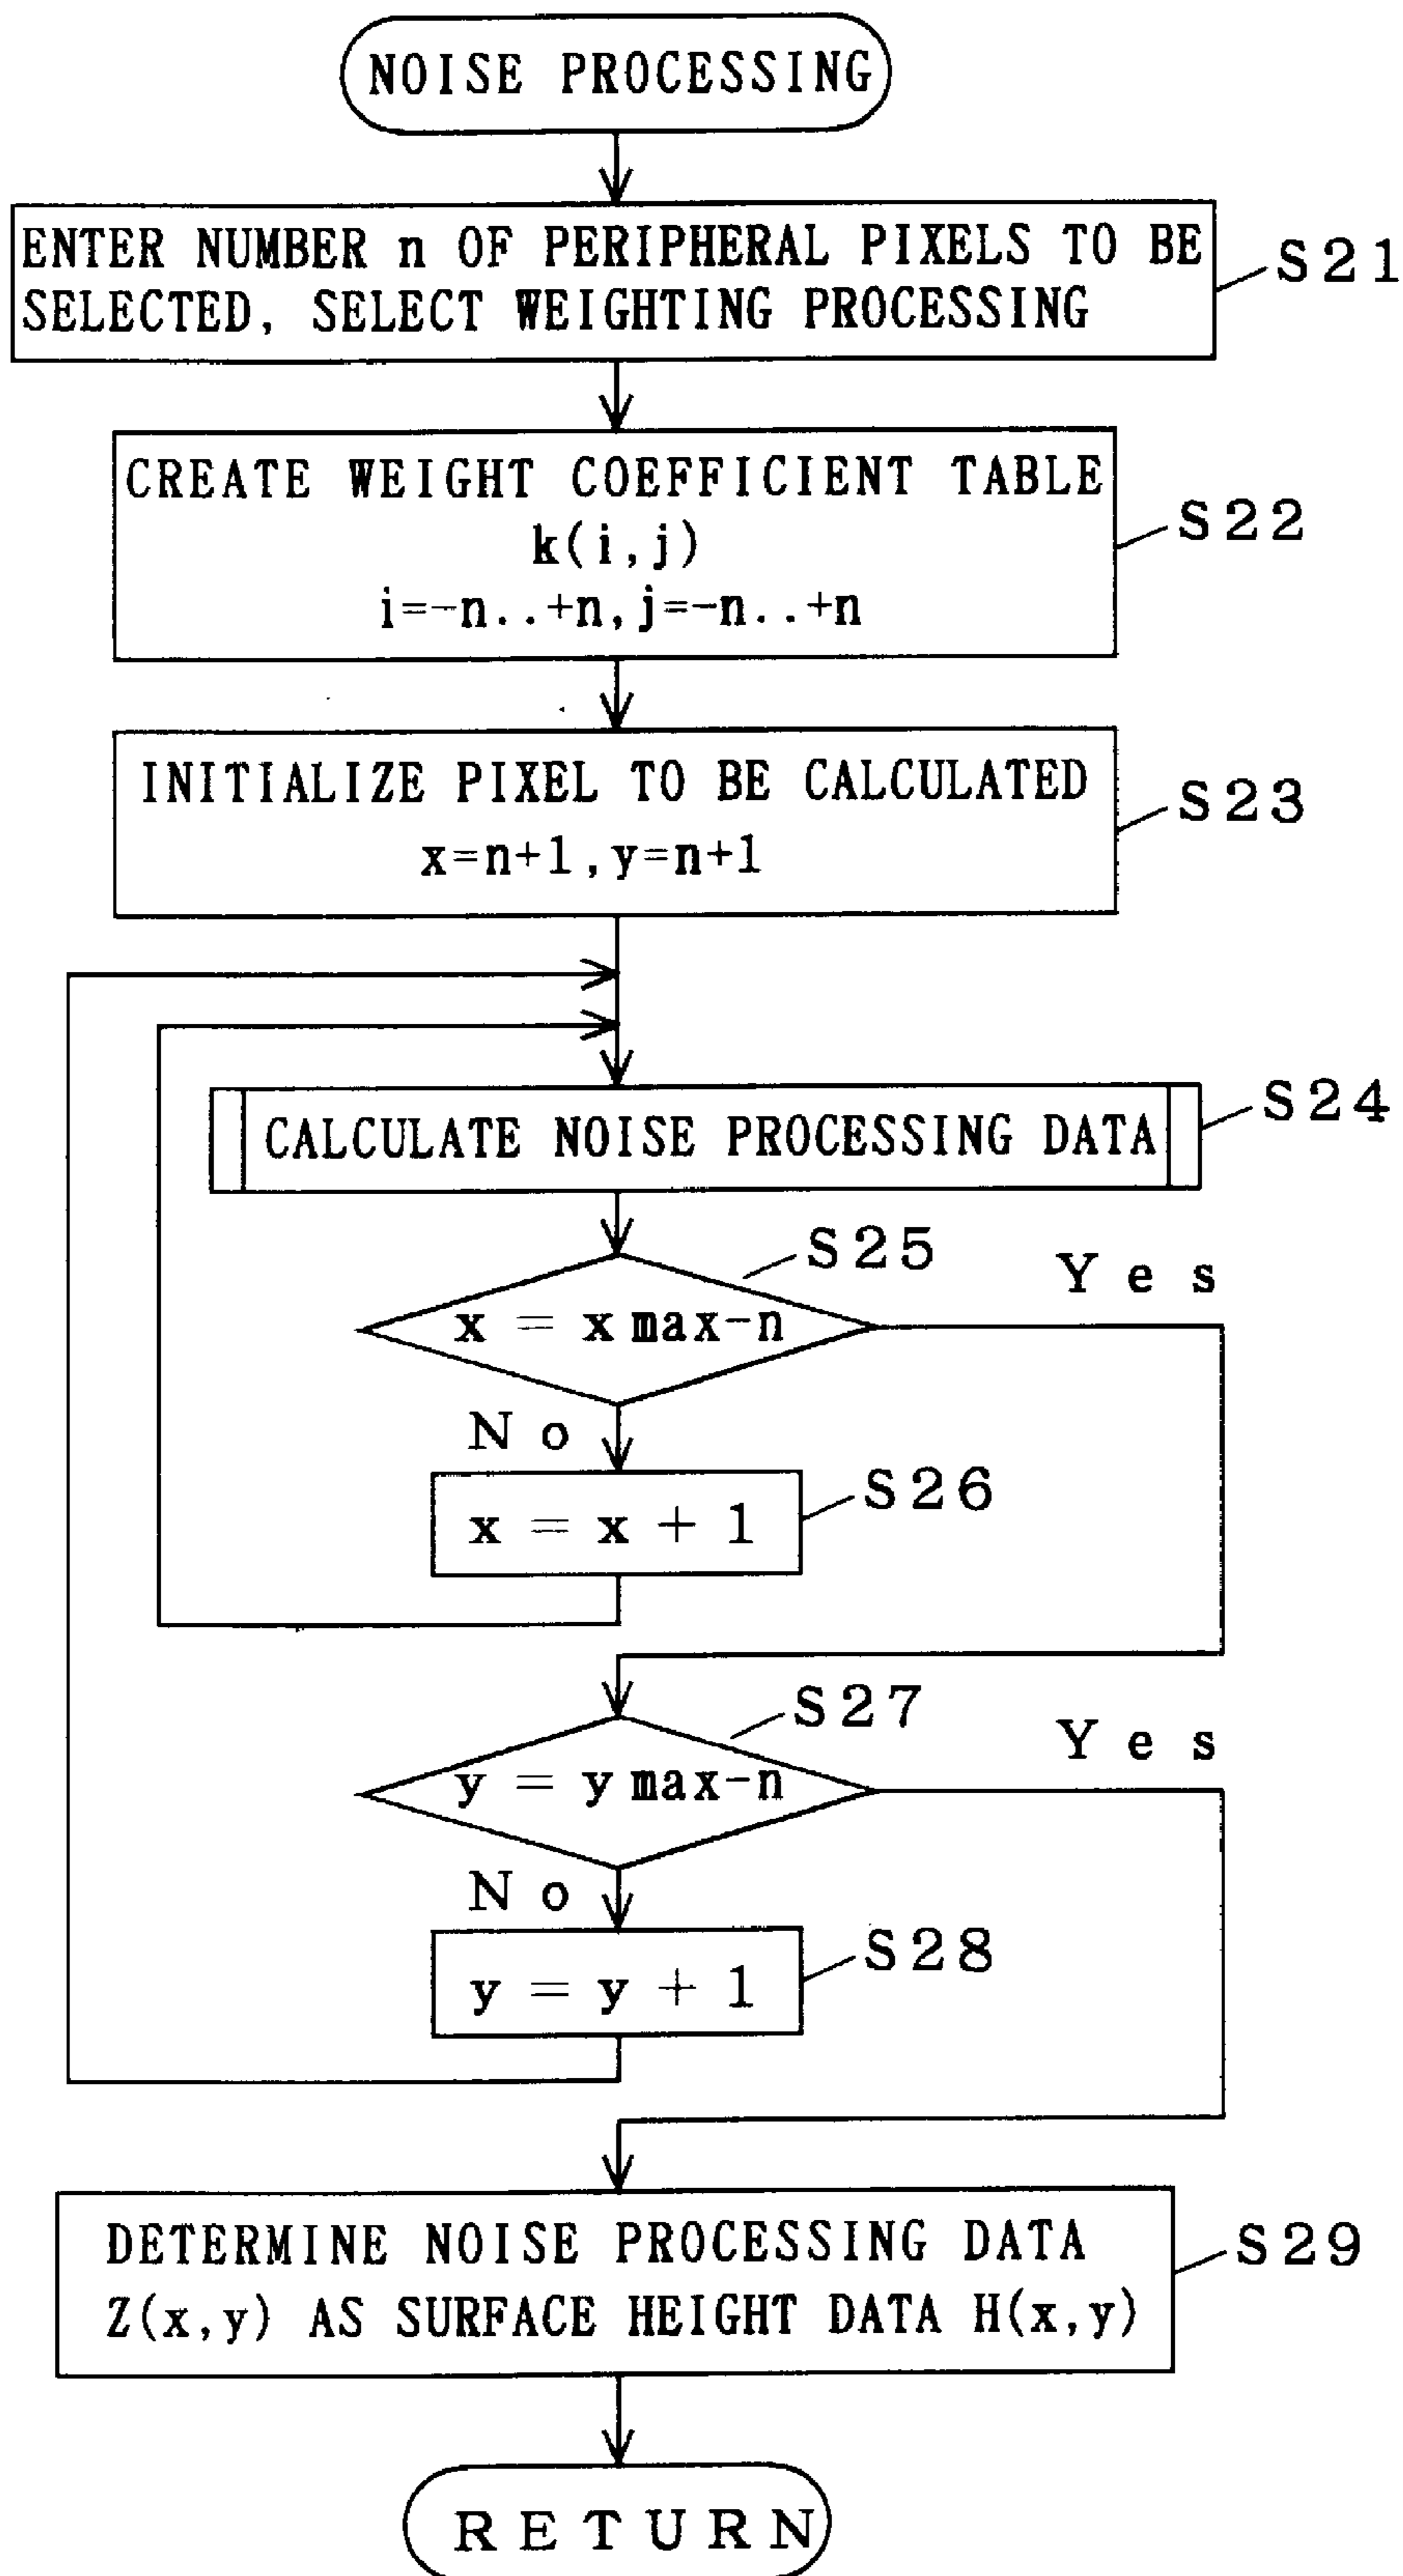 NOISE PROCESSING
ENTER NUMBER n OF PERIPHERAL PIXELS TO BE
SELECTED, SELECT WEIGHTING PROCESSING
S21
CREATE WEIGHT COEFFICIENT TABLE
k(i,j)
i=-n..+n,j=-n..+n
S22
INITIALIZE PIXEL TO BE CALCULATED
x=n+1,y=n+1
S23
CALCULATE NOISE PROCESSING DATA
S24
x = xmax-n
S25
Yes
No
x = x + 1
S26
y = ymax-n
S27
Yes
No
y = y + 1
S28
DETERMINE NOISE PROCESSING DATA
Z(x,y) AS SURFACE HEIGHT DATA H(x,y)
S29
RETURN